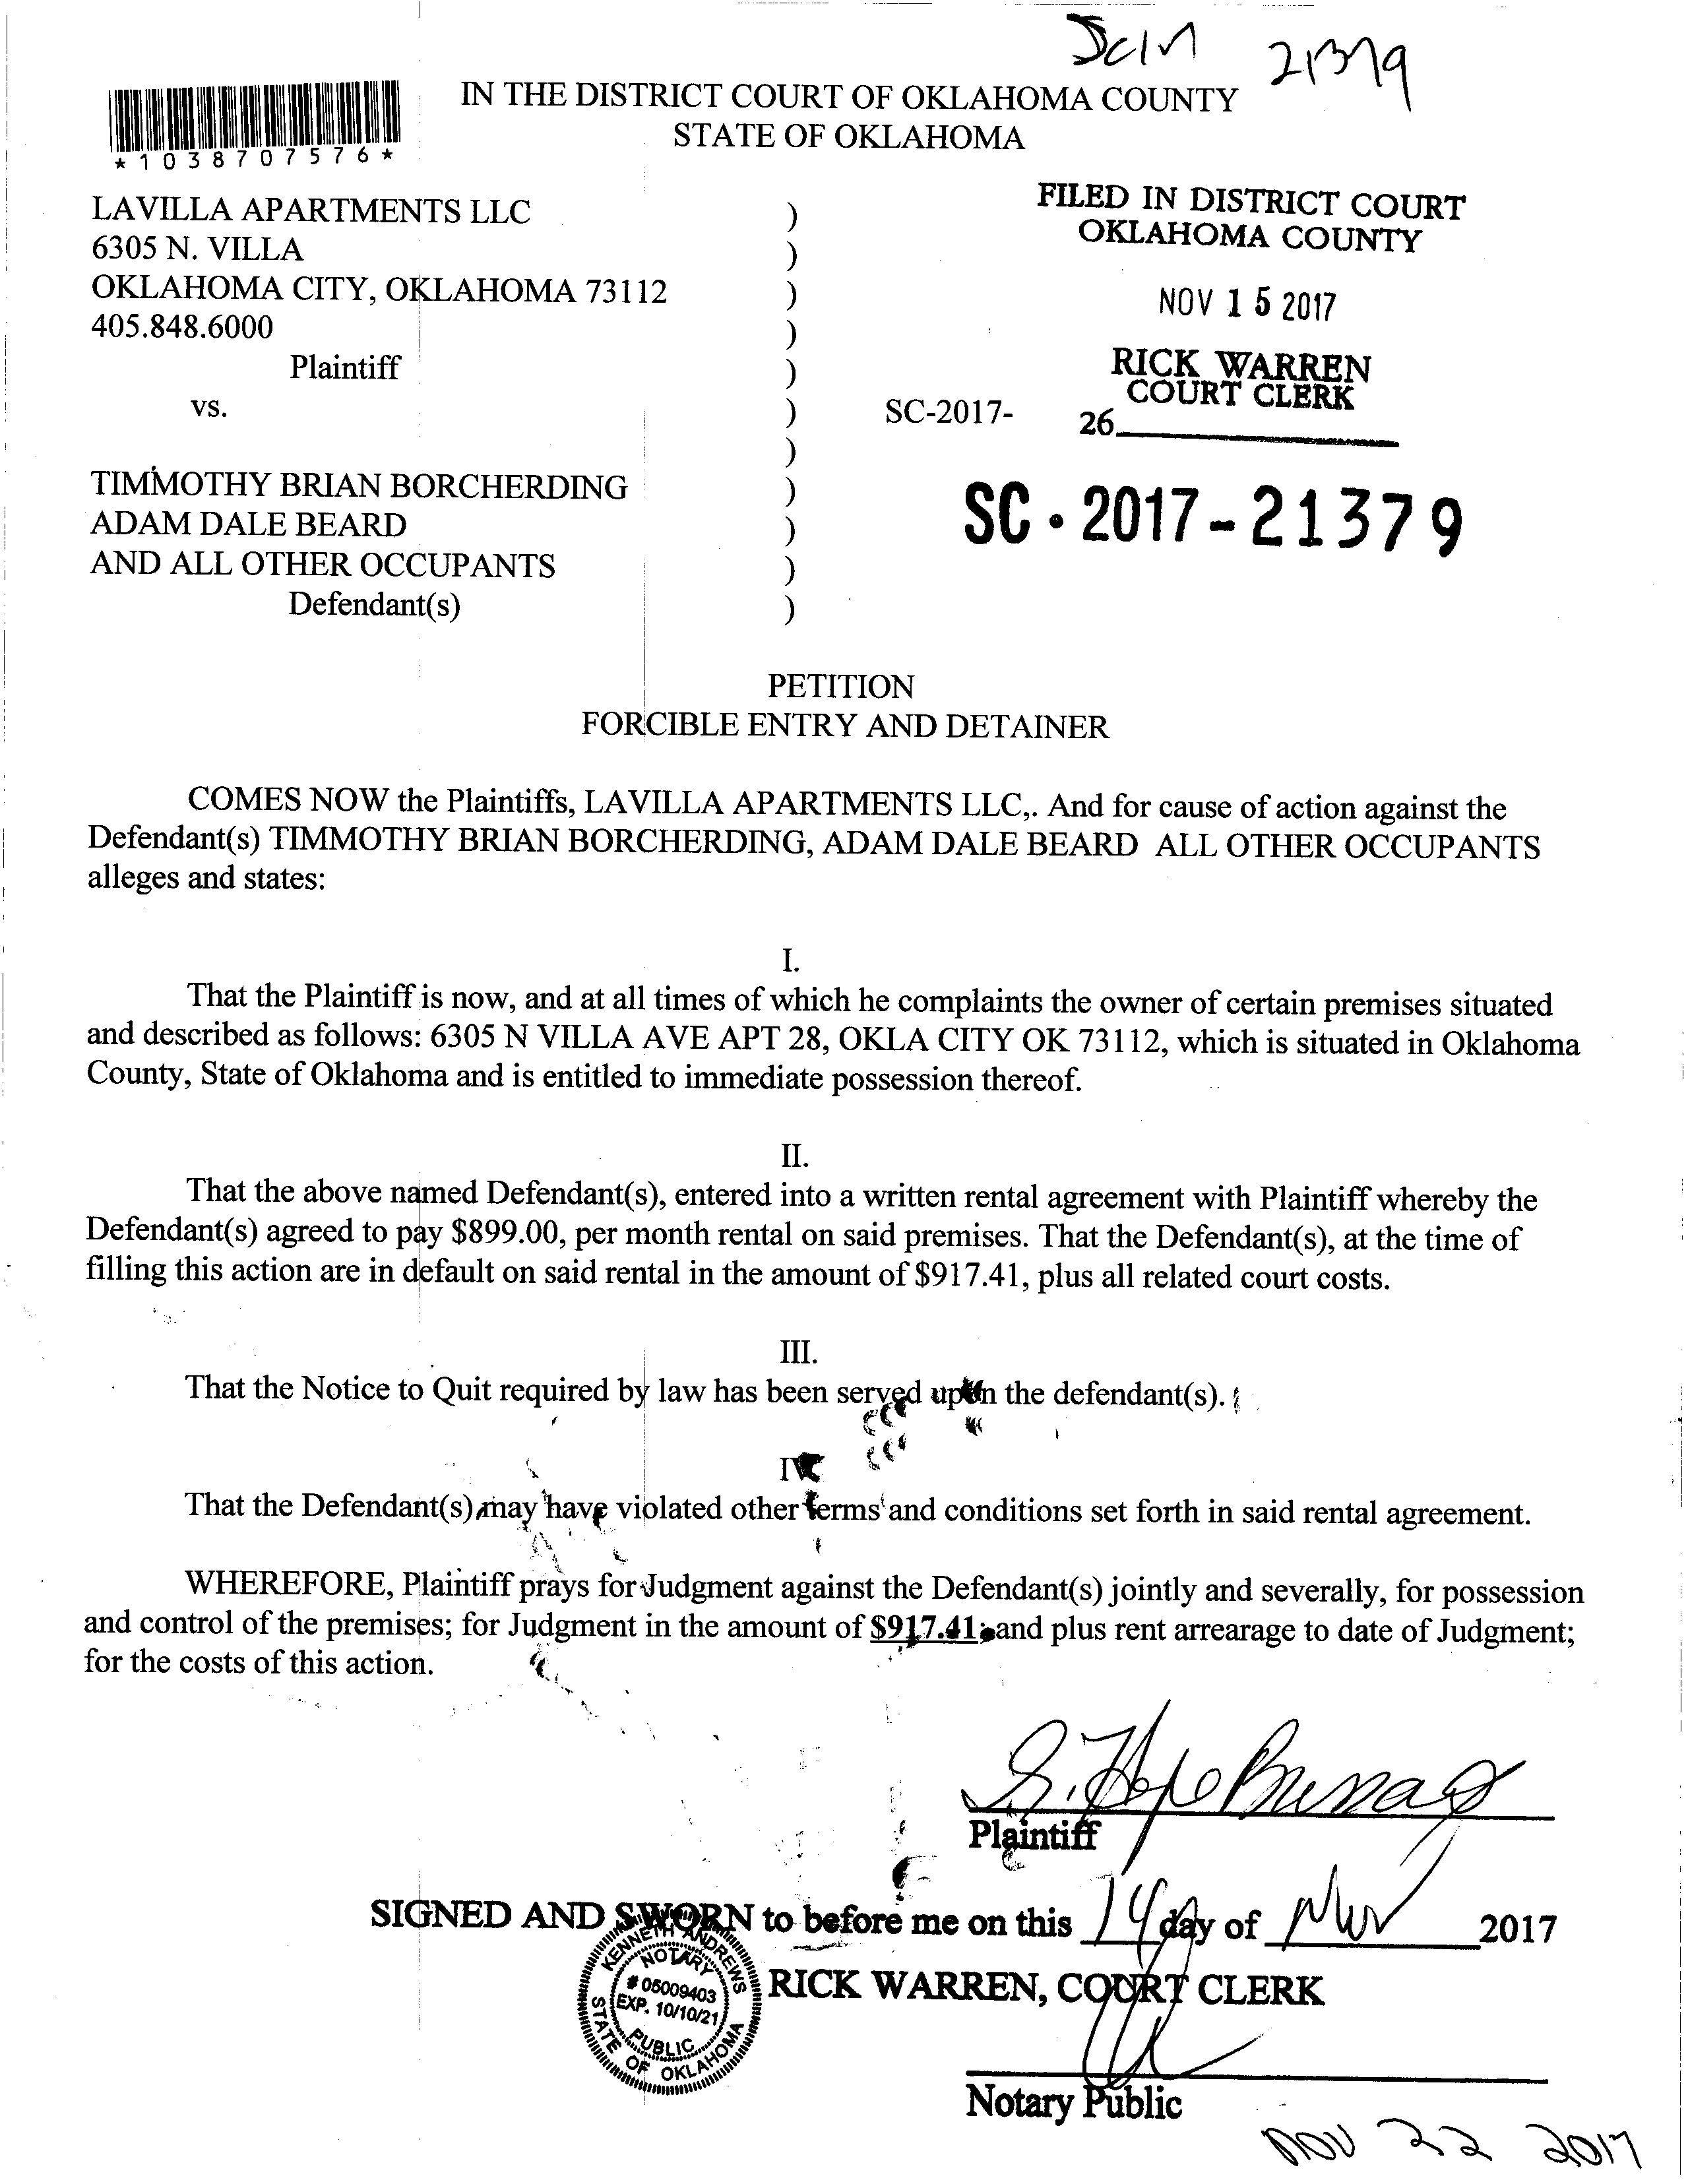 21379
*1038707576*
IN THE DISTRICT COURT OF OKLAHOMA COUNTY
STATE OF OKLAHOMA
LAVILLA APARTMENTS LLC )
6305 N. VILLA )
OKLAHOMA CITY, OKLAHOMA 73112 )
405.848.6000 )
Plaintiff )
vs. )
)
TIMMOTHY BRIAN BORCHERDING )
ADAM DALE BEARD )
AND ALL OTHER OCCUPANTS )
Defendant(s) )
FILED IN DISTRICT COURT
OKLAHOMA COUNTY
NOV 15 2017
RICK WARREN
COURT CLERK
SC-2017-
26
SC·2017-21379
PETITION
FORCIBLE ENTRY AND DETAINER
COMES NOW the Plaintiffs, LAVILLA APARTMENTS LLC,. And for cause of action against the
Defendant(s) TIMMOTHY BRIAN BORCHERDING, ADAM DALE BEARD ALL OTHER OCCUPANTS
alleges and states:
I.
That the Plaintiff is now, and at all times of which he complaints the owner of certain premises situated
and described as follows: 6305 N VILLA AVE APT 28, OKLA CITY OK 73112, which is situated in Oklahoma
County, State of Oklahoma and is entitled to immediate possession thereof.
II.
That the above named Defendant(s), entered into a written rental agreement with Plaintiff whereby the
Defendant(s) agreed to pay $899.00, per month rental on said premises. That the Defendant(s), at the time of
filling this action are in default on said rental in the amount of $917.41, plus all related court costs.
III.
That the Notice to Quit required by law has been served upon the defendant(s).
IV.
That the Defendant(s) may have violated other terms and conditions set forth in said rental agreement.
WHEREFORE, Plaintiff prays for Judgment against the Defendant(s) jointly and severally, for possession
and control of the premises; for Judgment in the amount of $917.41; and plus rent arrearage to date of Judgment;
for the costs of this action.
Plaintiff
SIGNED AND SWORN to before me on this 14 day of Nov 2017
KENNETH ANDREWS
NOTARY
# 05009403
EXP. 10/10/21
PUBLIC
STATE OF OKLAHOMA
RICK WARREN, COURT CLERK
Notary Public
NOV 22 2017